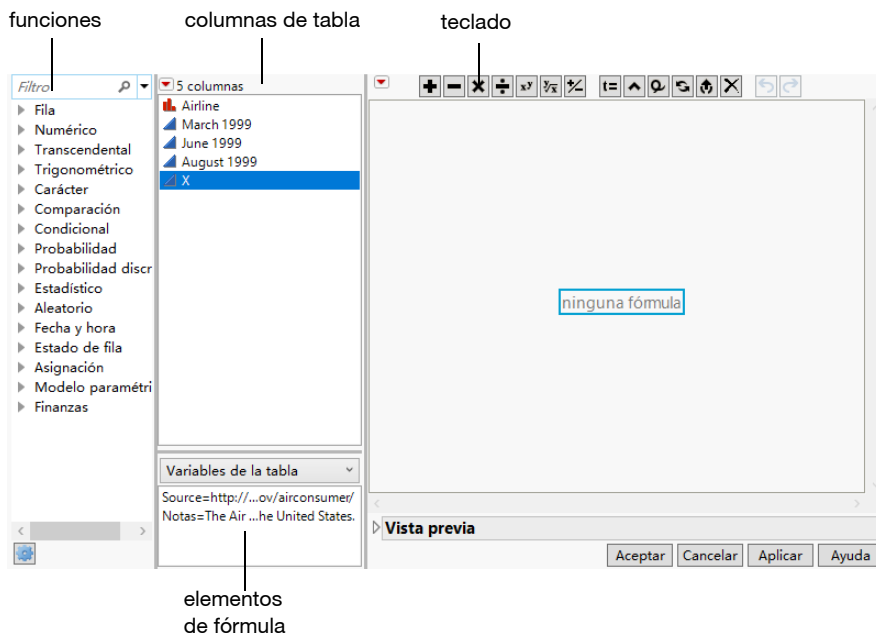 funciones
columnas de tabla
teclado
Filtro
Fila
Numérico
Transcendental
Trigonométrico
Carácter
Comparación
Condicional
Probabilidad
Probabilidad discr
Estadístico
Aleatorio
Fecha y hora
Estado de fila
Asignación
Modelo paramétri
Finanzas
5 columnas
Airline
March 1999
June 1999
August 1999
X
Variables de la tabla
Source=http://...ov/airconsumer/
Notas=The Air ...he United States.
xʸ
ʸ√x
+⁄−
t=
ninguna fórmula
Vista previa
Aceptar Cancelar Aplicar Ayuda
elementos
de fórmula